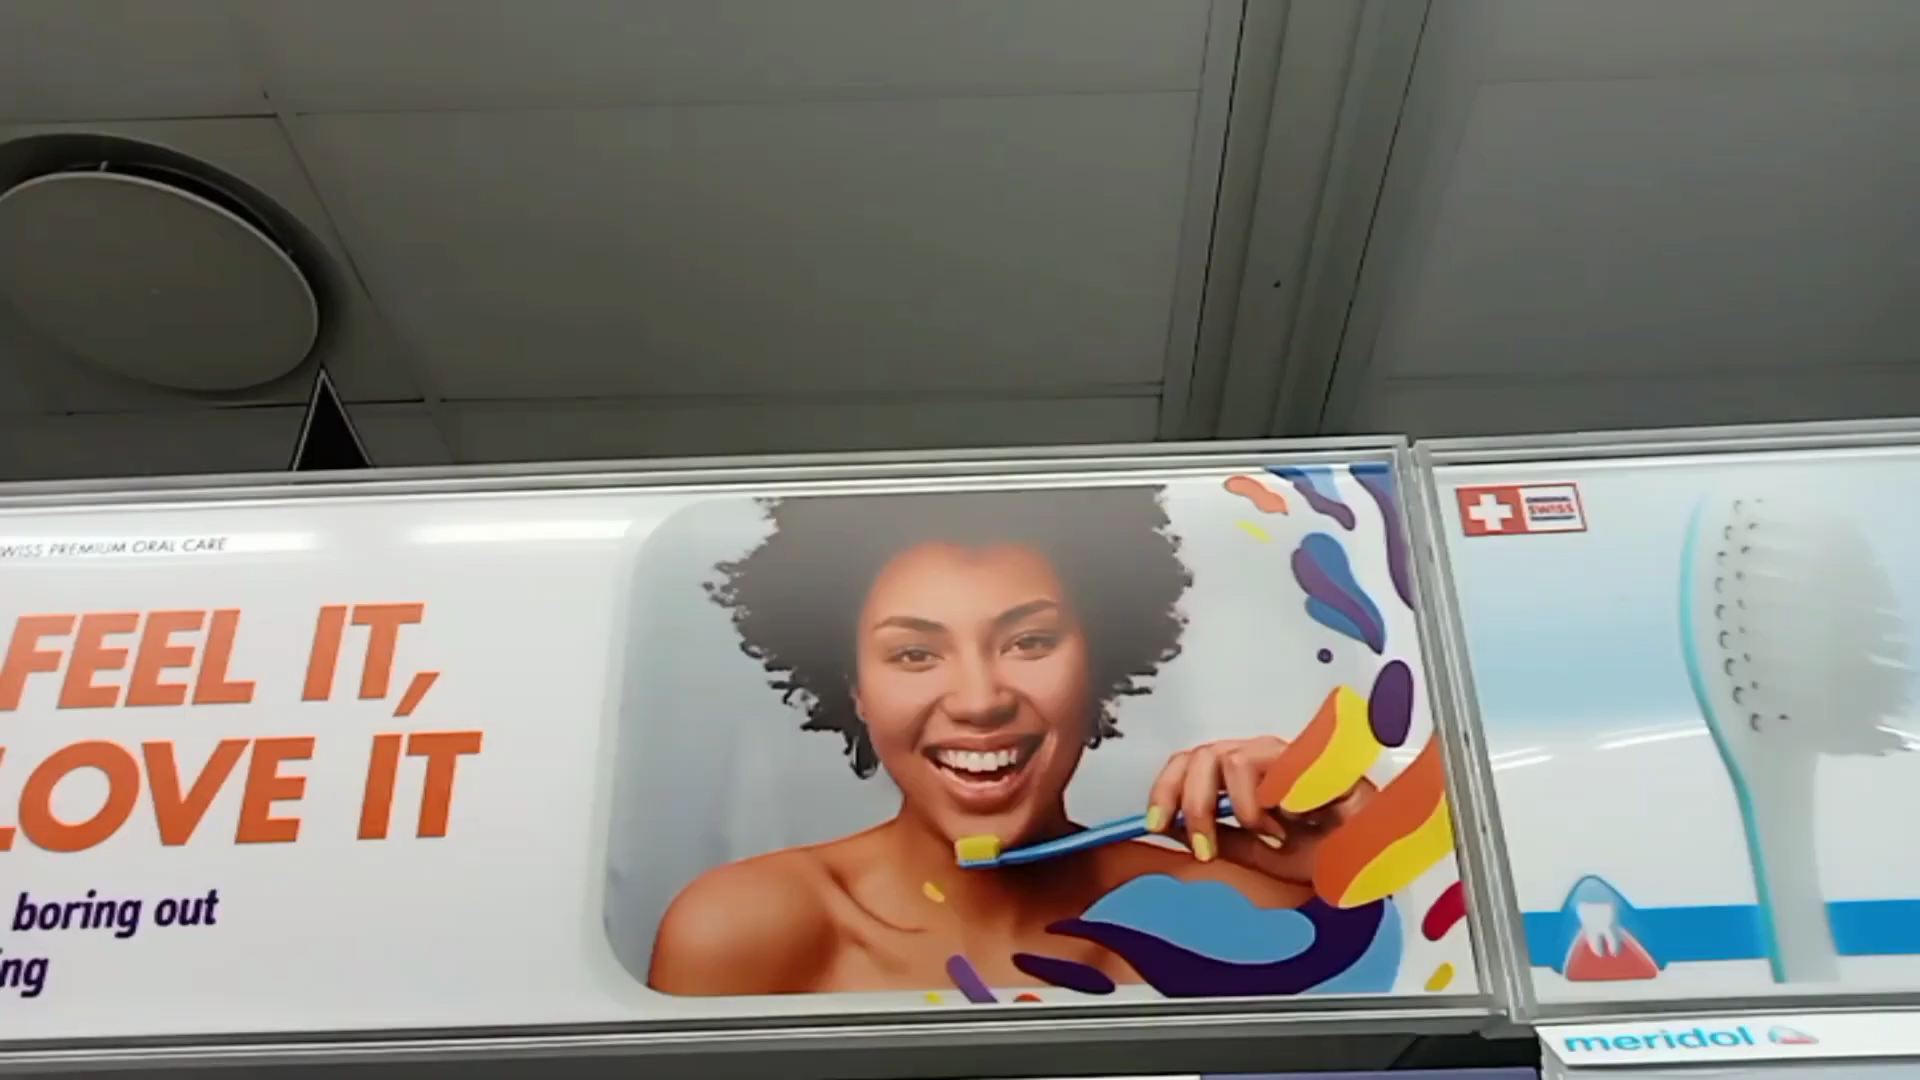 WISS PREMIUM ORAL CARE
FEEL IT,
LOVE IT
boring out
ng
SWISS
meridol